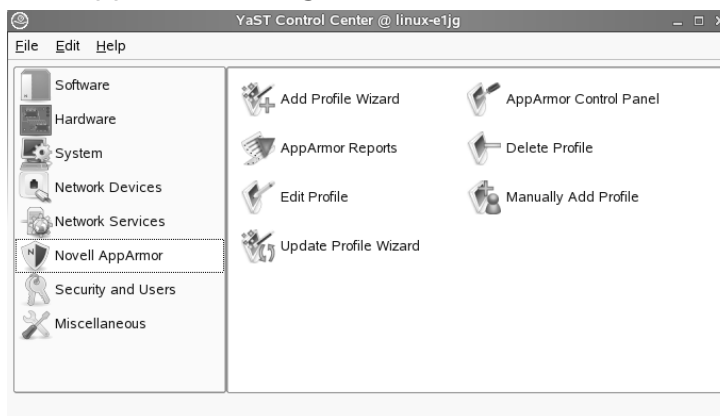 YaST Control Center @ linux-e1jg
File Edit Help
Software
Hardware
System
Network Devices
Network Services
Novell AppArmor
Security and Users
Miscellaneous
Add Profile Wizard
AppArmor Control Panel
AppArmor Reports
Delete Profile
Edit Profile
Manually Add Profile
Update Profile Wizard